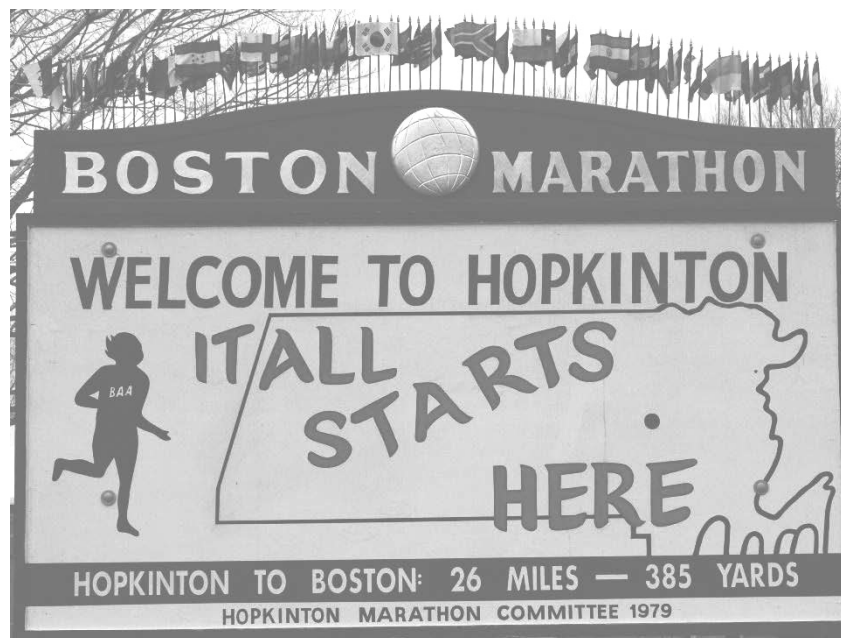 BOSTON MARATHON
WELCOME TO HOPKINTON
IT ALL
STARTS
HERE
B.A.A
HOPKINTON TO BOSTON: 26 MILES — 385 YARDS
HOPKINTON MARATHON COMMITTEE 1979